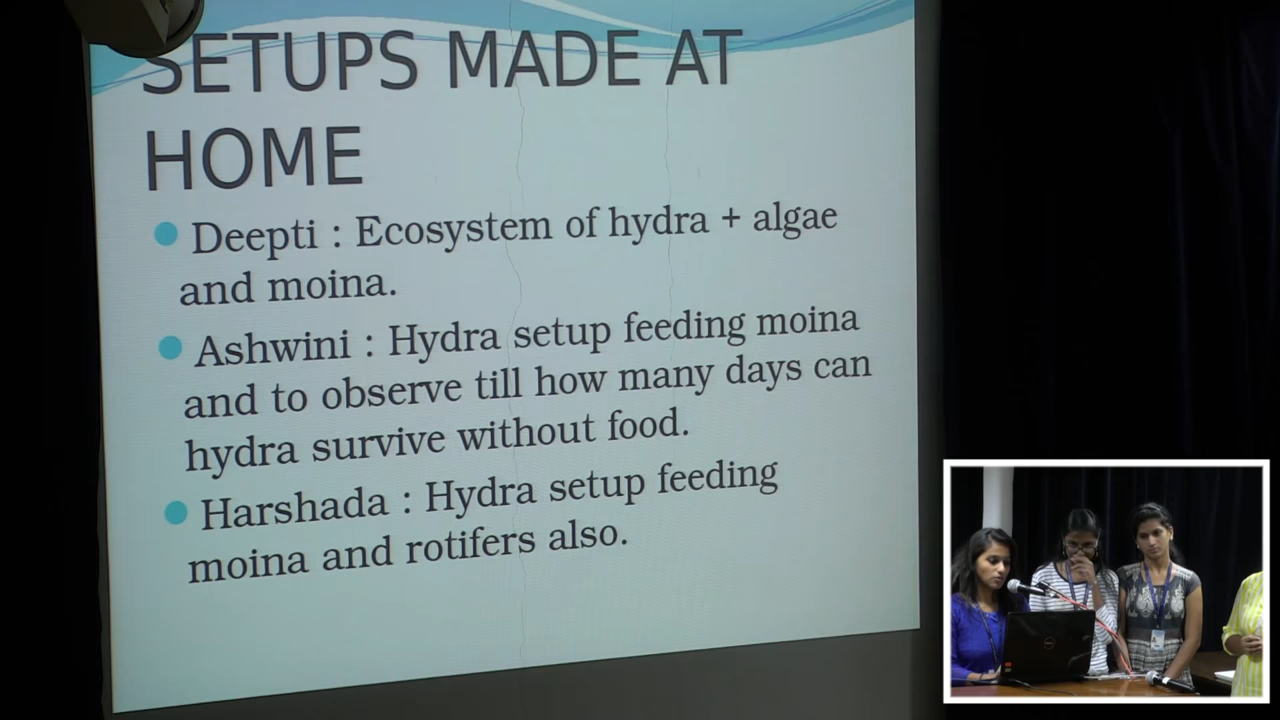 SETUPS MADE AT
HOME
Deepti : Ecosystem of hydra + algae
and moina.
Ashwini : Hydra setup feeding moina
and to observe till how many days can
hydra survive without food.
Harshada : Hydra setup feeding
moina and rotifers also.